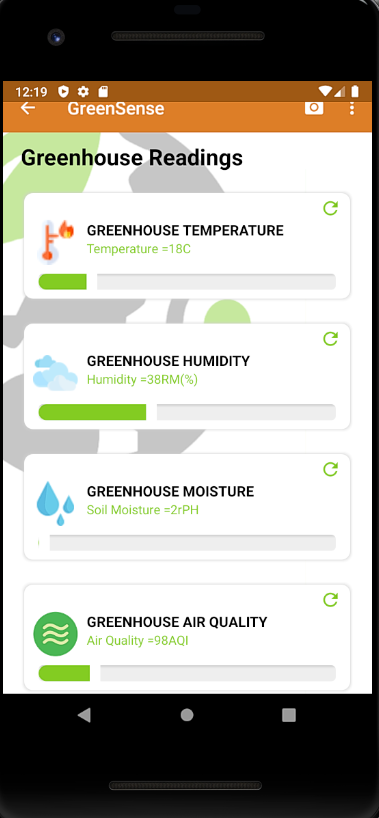 12:19
GreenSense
Greenhouse Readings
GREENHOUSE TEMPERATURE
Temperature =18C
GREENHOUSE HUMIDITY
Humidity =38RM(%)
GREENHOUSE MOISTURE
Soil Moisture =2rPH
GREENHOUSE AIR QUALITY
Air Quality =98AQI